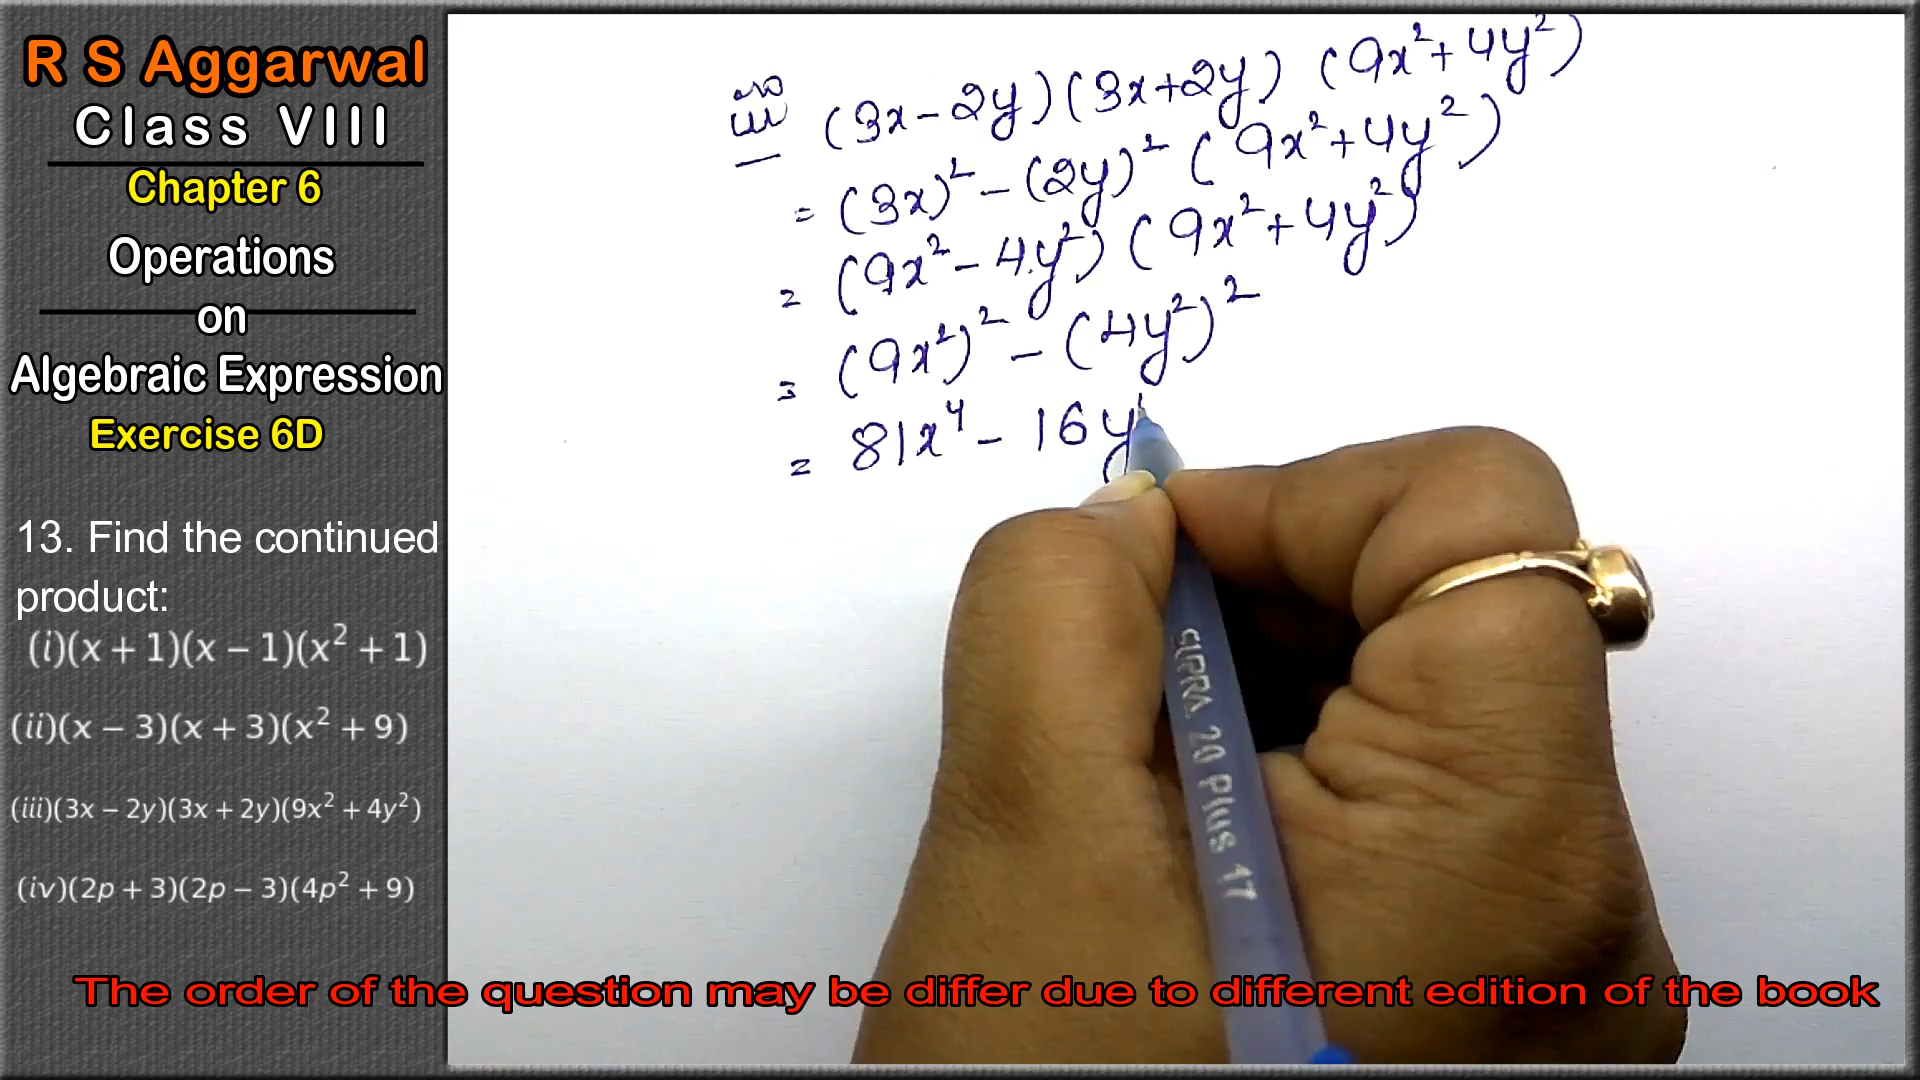 R S Aggarwal
Class VIII
Chapter 6
Operations
on
Algebraic Expression
Exercise 6D
13. Find the continued
product:
(i)(x + 1)(x − 1)(x² + 1)
(ii)(x − 3)(x + 3)(x² + 9)
(iii)(3x − 2y)(3x + 2y)(9x² + 4y²)
(iv)(2p + 3)(2p − 3)(4p² + 9)
iii (3x − 2y)(3x + 2y) (9x² + 4y²)
= (3x)² − (2y)² (9x² + 4y²)
= (9x² − 4y²) (9x² + 4y²)
= (9x²)² − (4y²)²
= 81x⁴ − 16y
SUPRA 20 Plus 47
The order of the question may be differ due to different edition of the book